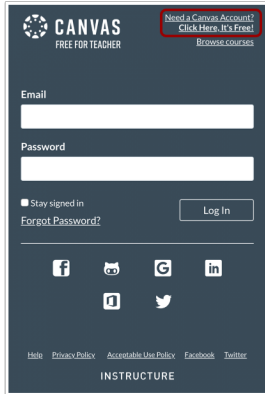 CANVAS
FREE FOR TEACHER
Need a Canvas Account?
Click Here, It's Free!
Browse courses
Email
Password
Stay signed in
Forgot Password?
Log In
Help Privacy Policy Acceptable Use Policy Facebook Twitter
INSTRUCTURE